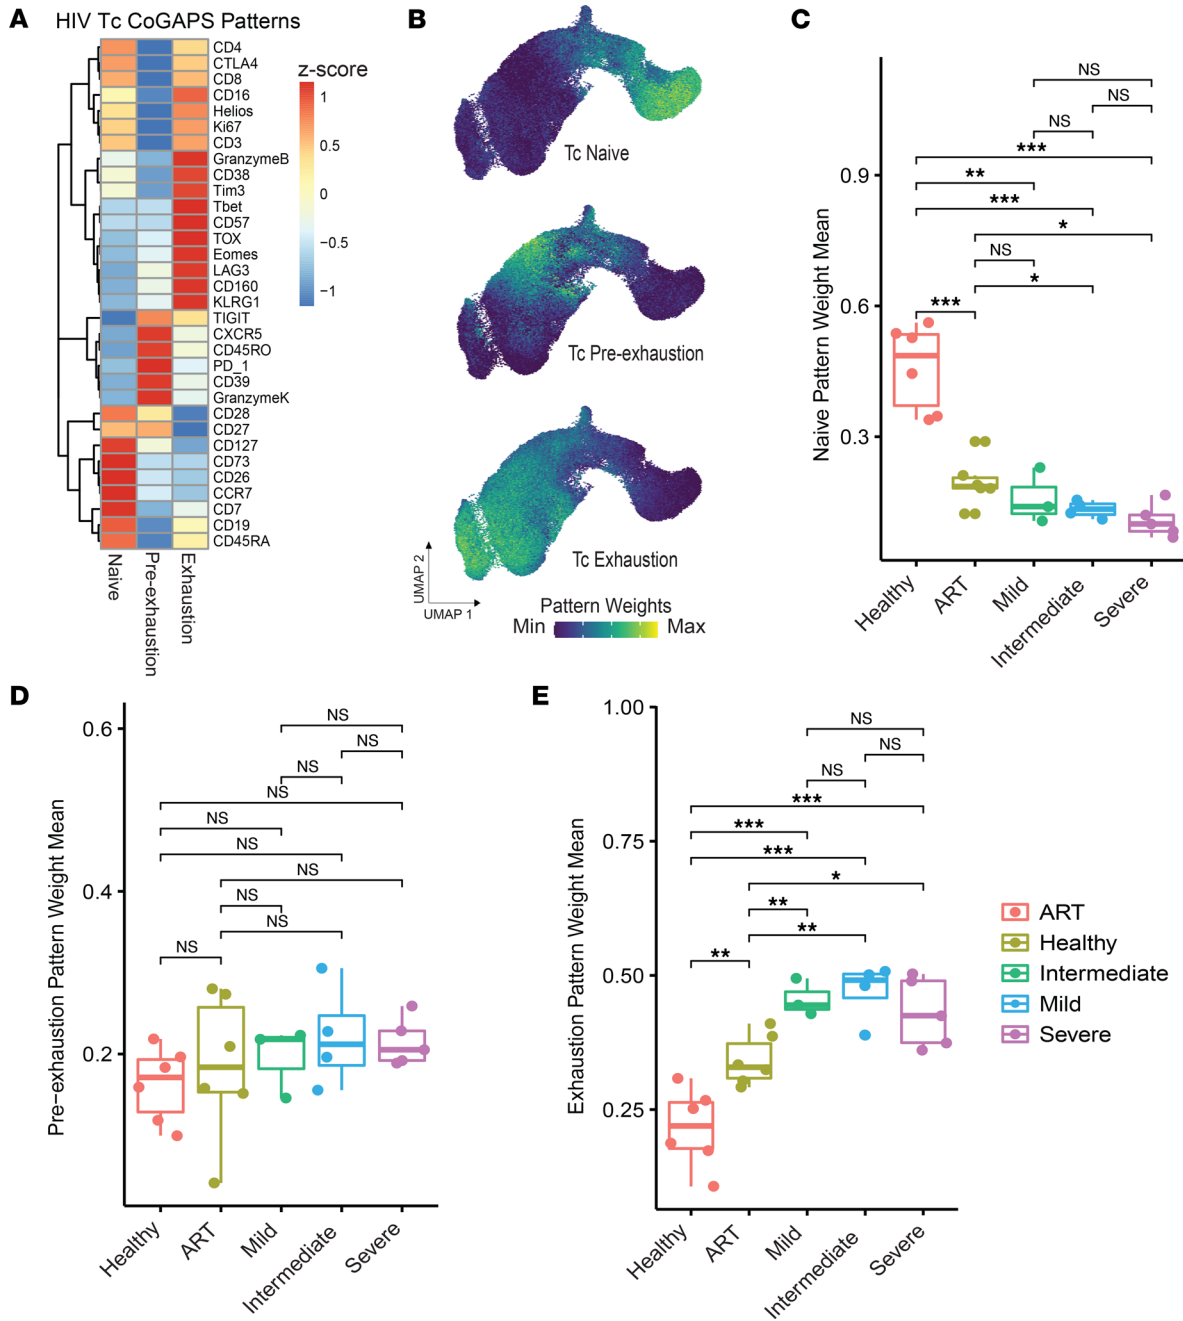 A
HIV Tc CoGAPS Patterns
CD4
CTLA4
CD8
CD16
Helios
Ki67
CD3
GranzymeB
CD38
Tim3
Tbet
CD57
TOX
Eomes
LAG3
CD160
KLRG1
TIGIT
CXCR5
CD45RO
PD_1
CD39
GranzymeK
CD28
CD27
CD127
CD73
CD26
CCR7
CD7
CD19
CD45RA
Naive
Pre-exhaustion
Exhaustion
z-score
1
0.5
0
−0.5
−1
B
Tc Naive
Tc Pre-exhaustion
Tc Exhaustion
UMAP 2
UMAP 1
Pattern Weights
Min
Max
C
Naive Pattern Weight Mean
0.9
0.6
0.3
NS
NS
NS
***
**
***
*
NS
*
***
Healthy
ART
Mild
Intermediate
Severe
D
Pre-exhaustion Pattern Weight Mean
0.6
0.4
0.2
NS
NS
NS
NS
NS
NS
NS
NS
NS
NS
Healthy
ART
Mild
Intermediate
Severe
E
Exhaustion Pattern Weight Mean
1.00
0.75
0.50
0.25
NS
NS
NS
***
***
***
*
**
**
**
Healthy
ART
Mild
Intermediate
Severe
ART
Healthy
Intermediate
Mild
Severe